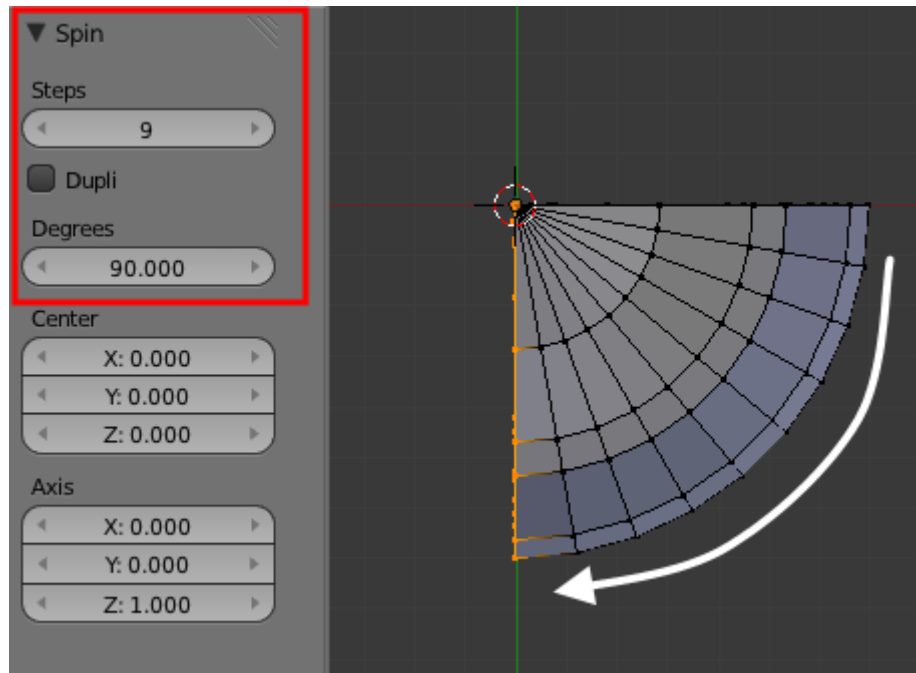 Spin
Steps
9
Dupli
Degrees
90.000
Center
X: 0.000
Y: 0.000
Z: 0.000
Axis
X: 0.000
Y: 0.000
Z: 1.000